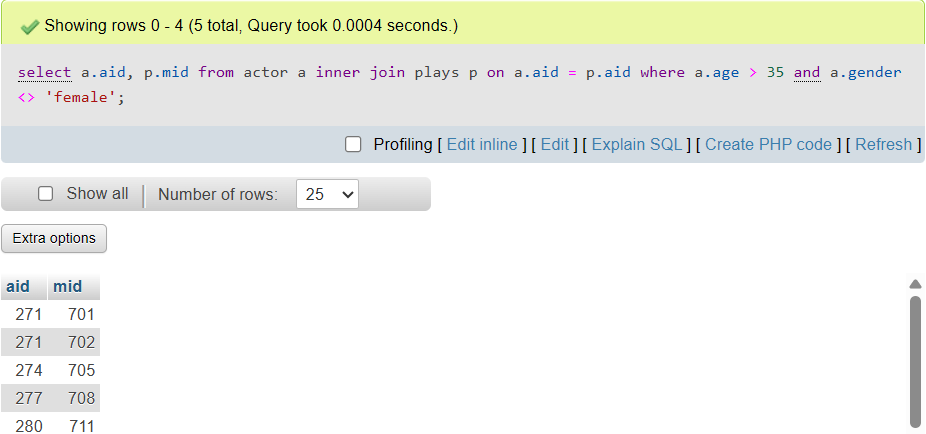 Showing rows 0 - 4 (5 total, Query took 0.0004 seconds.)
select a.aid, p.mid from actor a inner join plays p on a.aid = p.aid where a.age > 35 and a.gender
<> 'female';
Profiling [ Edit inline ] [ Edit ] [ Explain SQL ] [ Create PHP code ] [ Refresh ]
Show all Number of rows: 25
Extra options
aid mid
271 701
271 702
274 705
277 708
280 711